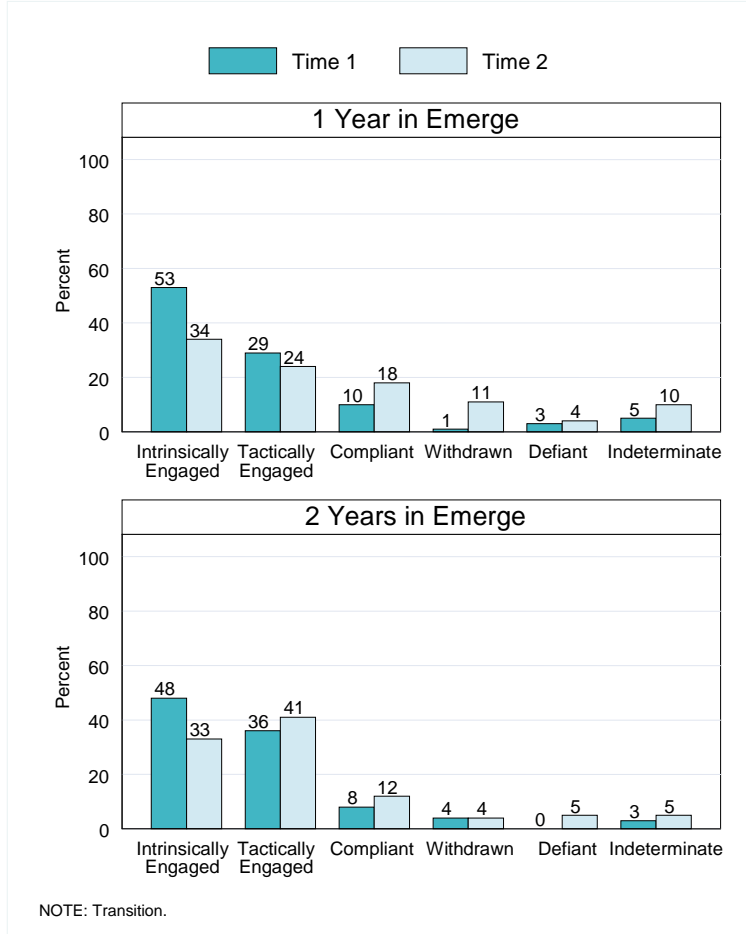 Time 1 Time 2
1 Year in Emerge
Percent
100
80
60
40
20
0
53 34 29 24 10 18 1 11 3 4 5 10
Intrinsically Tactically Compliant Withdrawn Defiant Indeterminate
Engaged Engaged
2 Years in Emerge
Percent
100
80
60
40
20
0
48 33 36 41 8 12 4 4 0 5 3 5
Intrinsically Tactically Compliant Withdrawn Defiant Indeterminate
Engaged Engaged
NOTE: Transition.